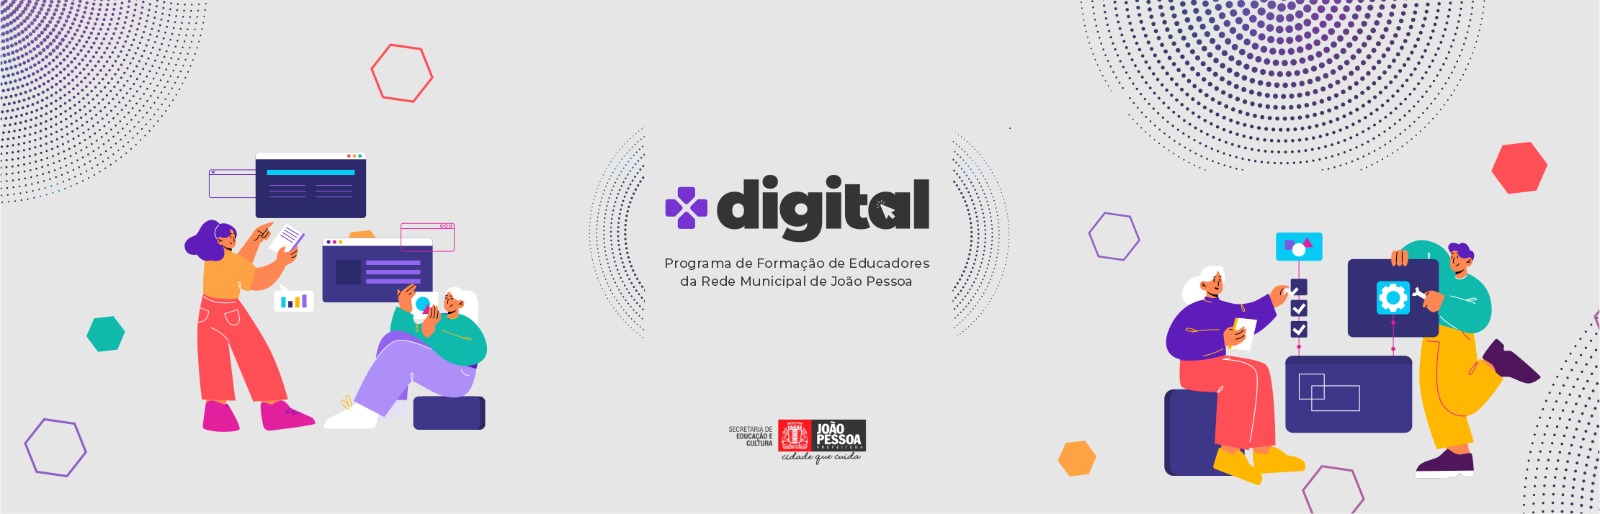 digital
Programa de Formação de Educadores
da Rede Municipal de João Pessoa
SECRETARIA DE
EDUCAÇÃO E
CULTURA
JOÃO
PESSOA
PREFEITURA
cidade que cuida